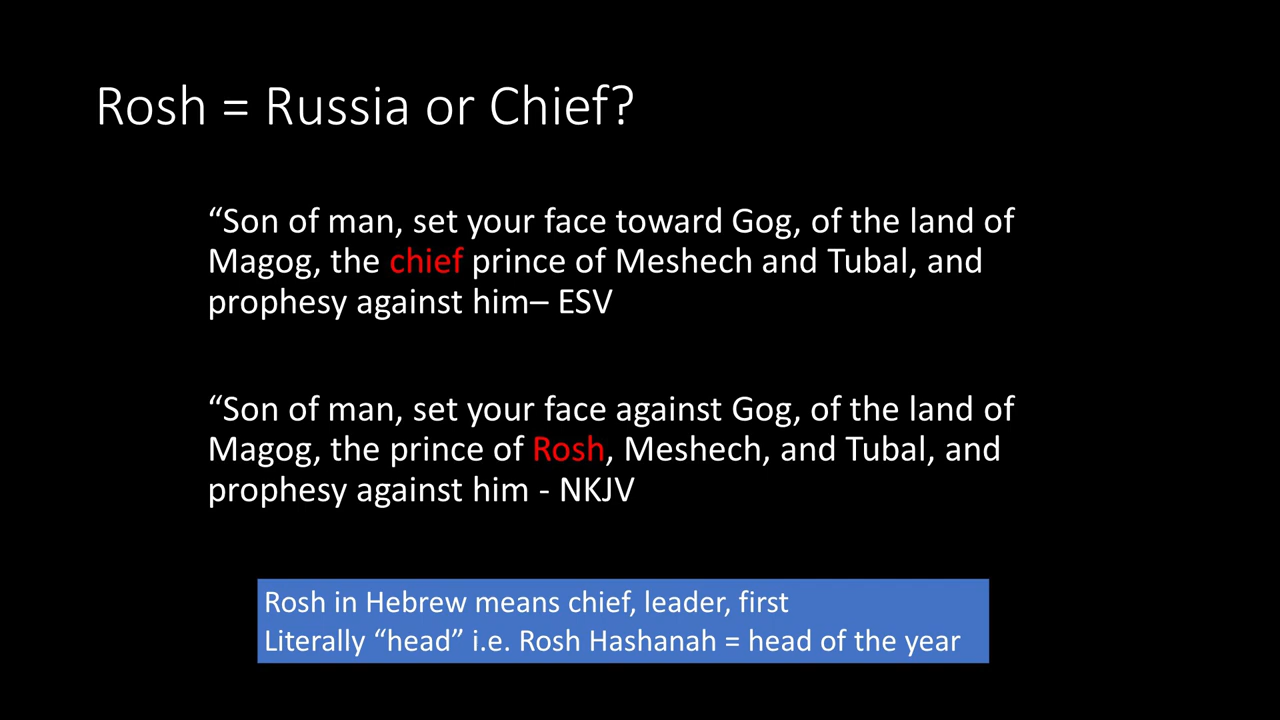 Rosh = Russia or Chief?
“Son of man, set your face toward Gog, of the land of
Magog, the chief prince of Meshech and Tubal, and
prophesy against him– ESV
“Son of man, set your face against Gog, of the land of
Magog, the prince of Rosh, Meshech, and Tubal, and
prophesy against him - NKJV
Rosh in Hebrew means chief, leader, first
Literally “head” i.e. Rosh Hashanah = head of the year